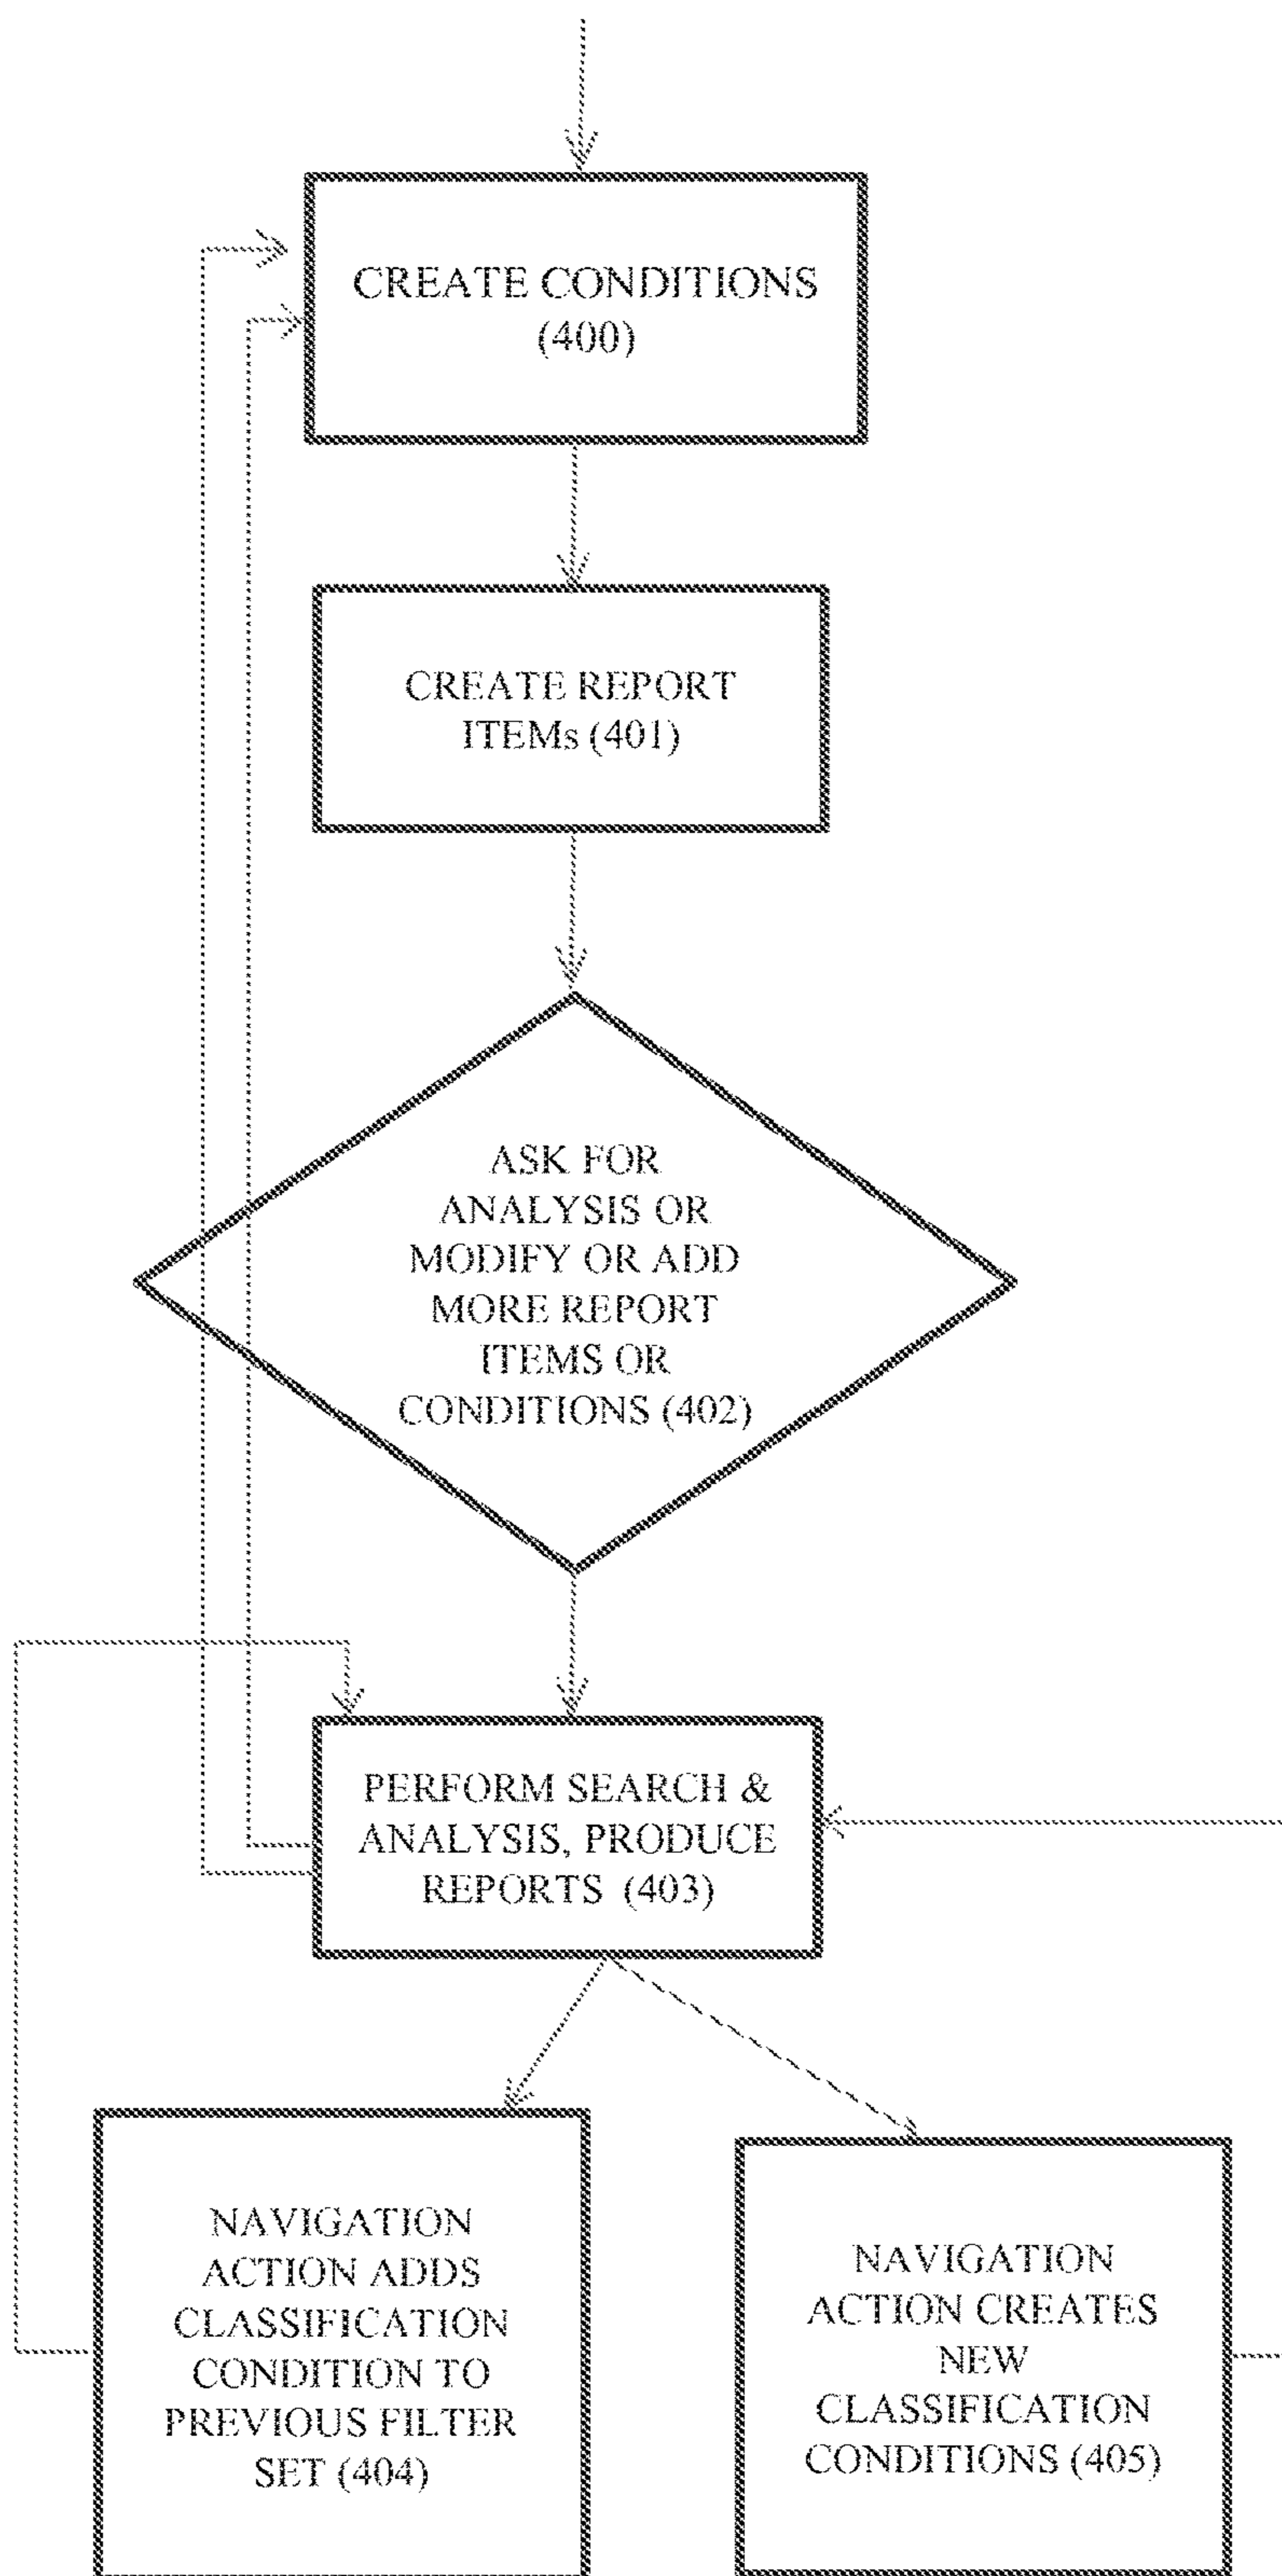 CREATE CONDITIONS
(400)
CREATE REPORT
ITEMs (401)
ASK FOR
ANALYSIS OR
MODIFY OR ADD
MORE REPORT
ITEMS OR
CONDITIONS (402)
PERFORM SEARCH &
ANALYSIS, PRODUCE
REPORTS (403)
NAVIGATION
ACTION ADDS
CLASSIFICATION
CONDITION TO
PREVIOUS FILTER
SET (404)
NAVIGATION
ACTION CREATES
NEW
CLASSIFICATION
CONDITIONS (405)